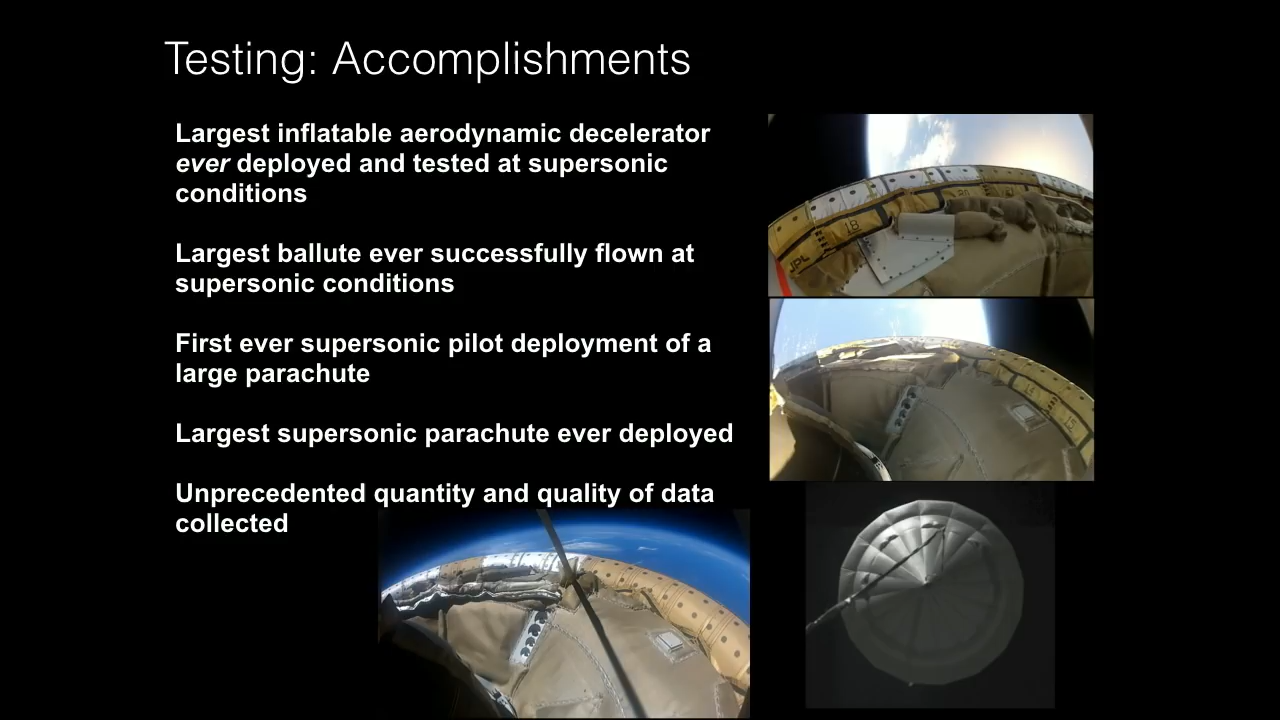 Testing: Accomplishments
Largest inflatable aerodynamic decelerator
ever deployed and tested at supersonic
conditions
Largest ballute ever successfully flown at
supersonic conditions
First ever supersonic pilot deployment of a
large parachute
Largest supersonic parachute ever deployed
Unprecedented quantity and quality of data
collected
18
JPL